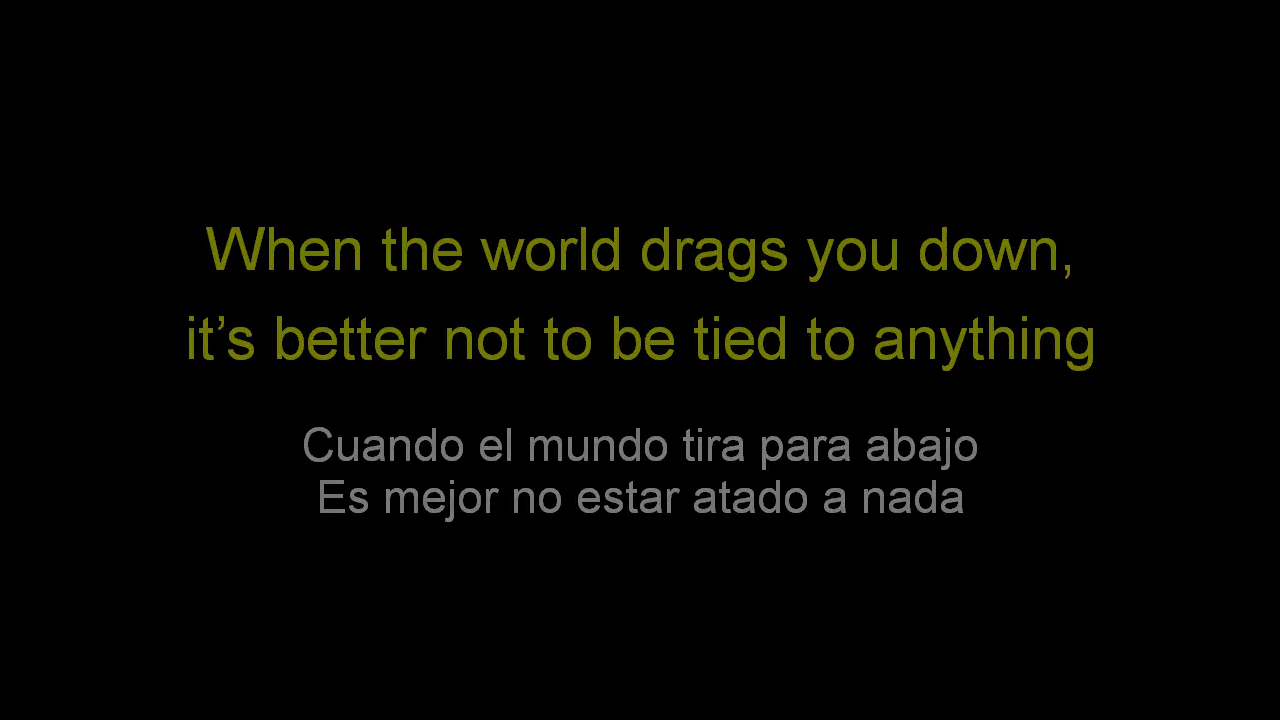 When the world drags you down,
it’s better not to be tied to anything
Cuando el mundo tira para abajo
Es mejor no estar atado a nada